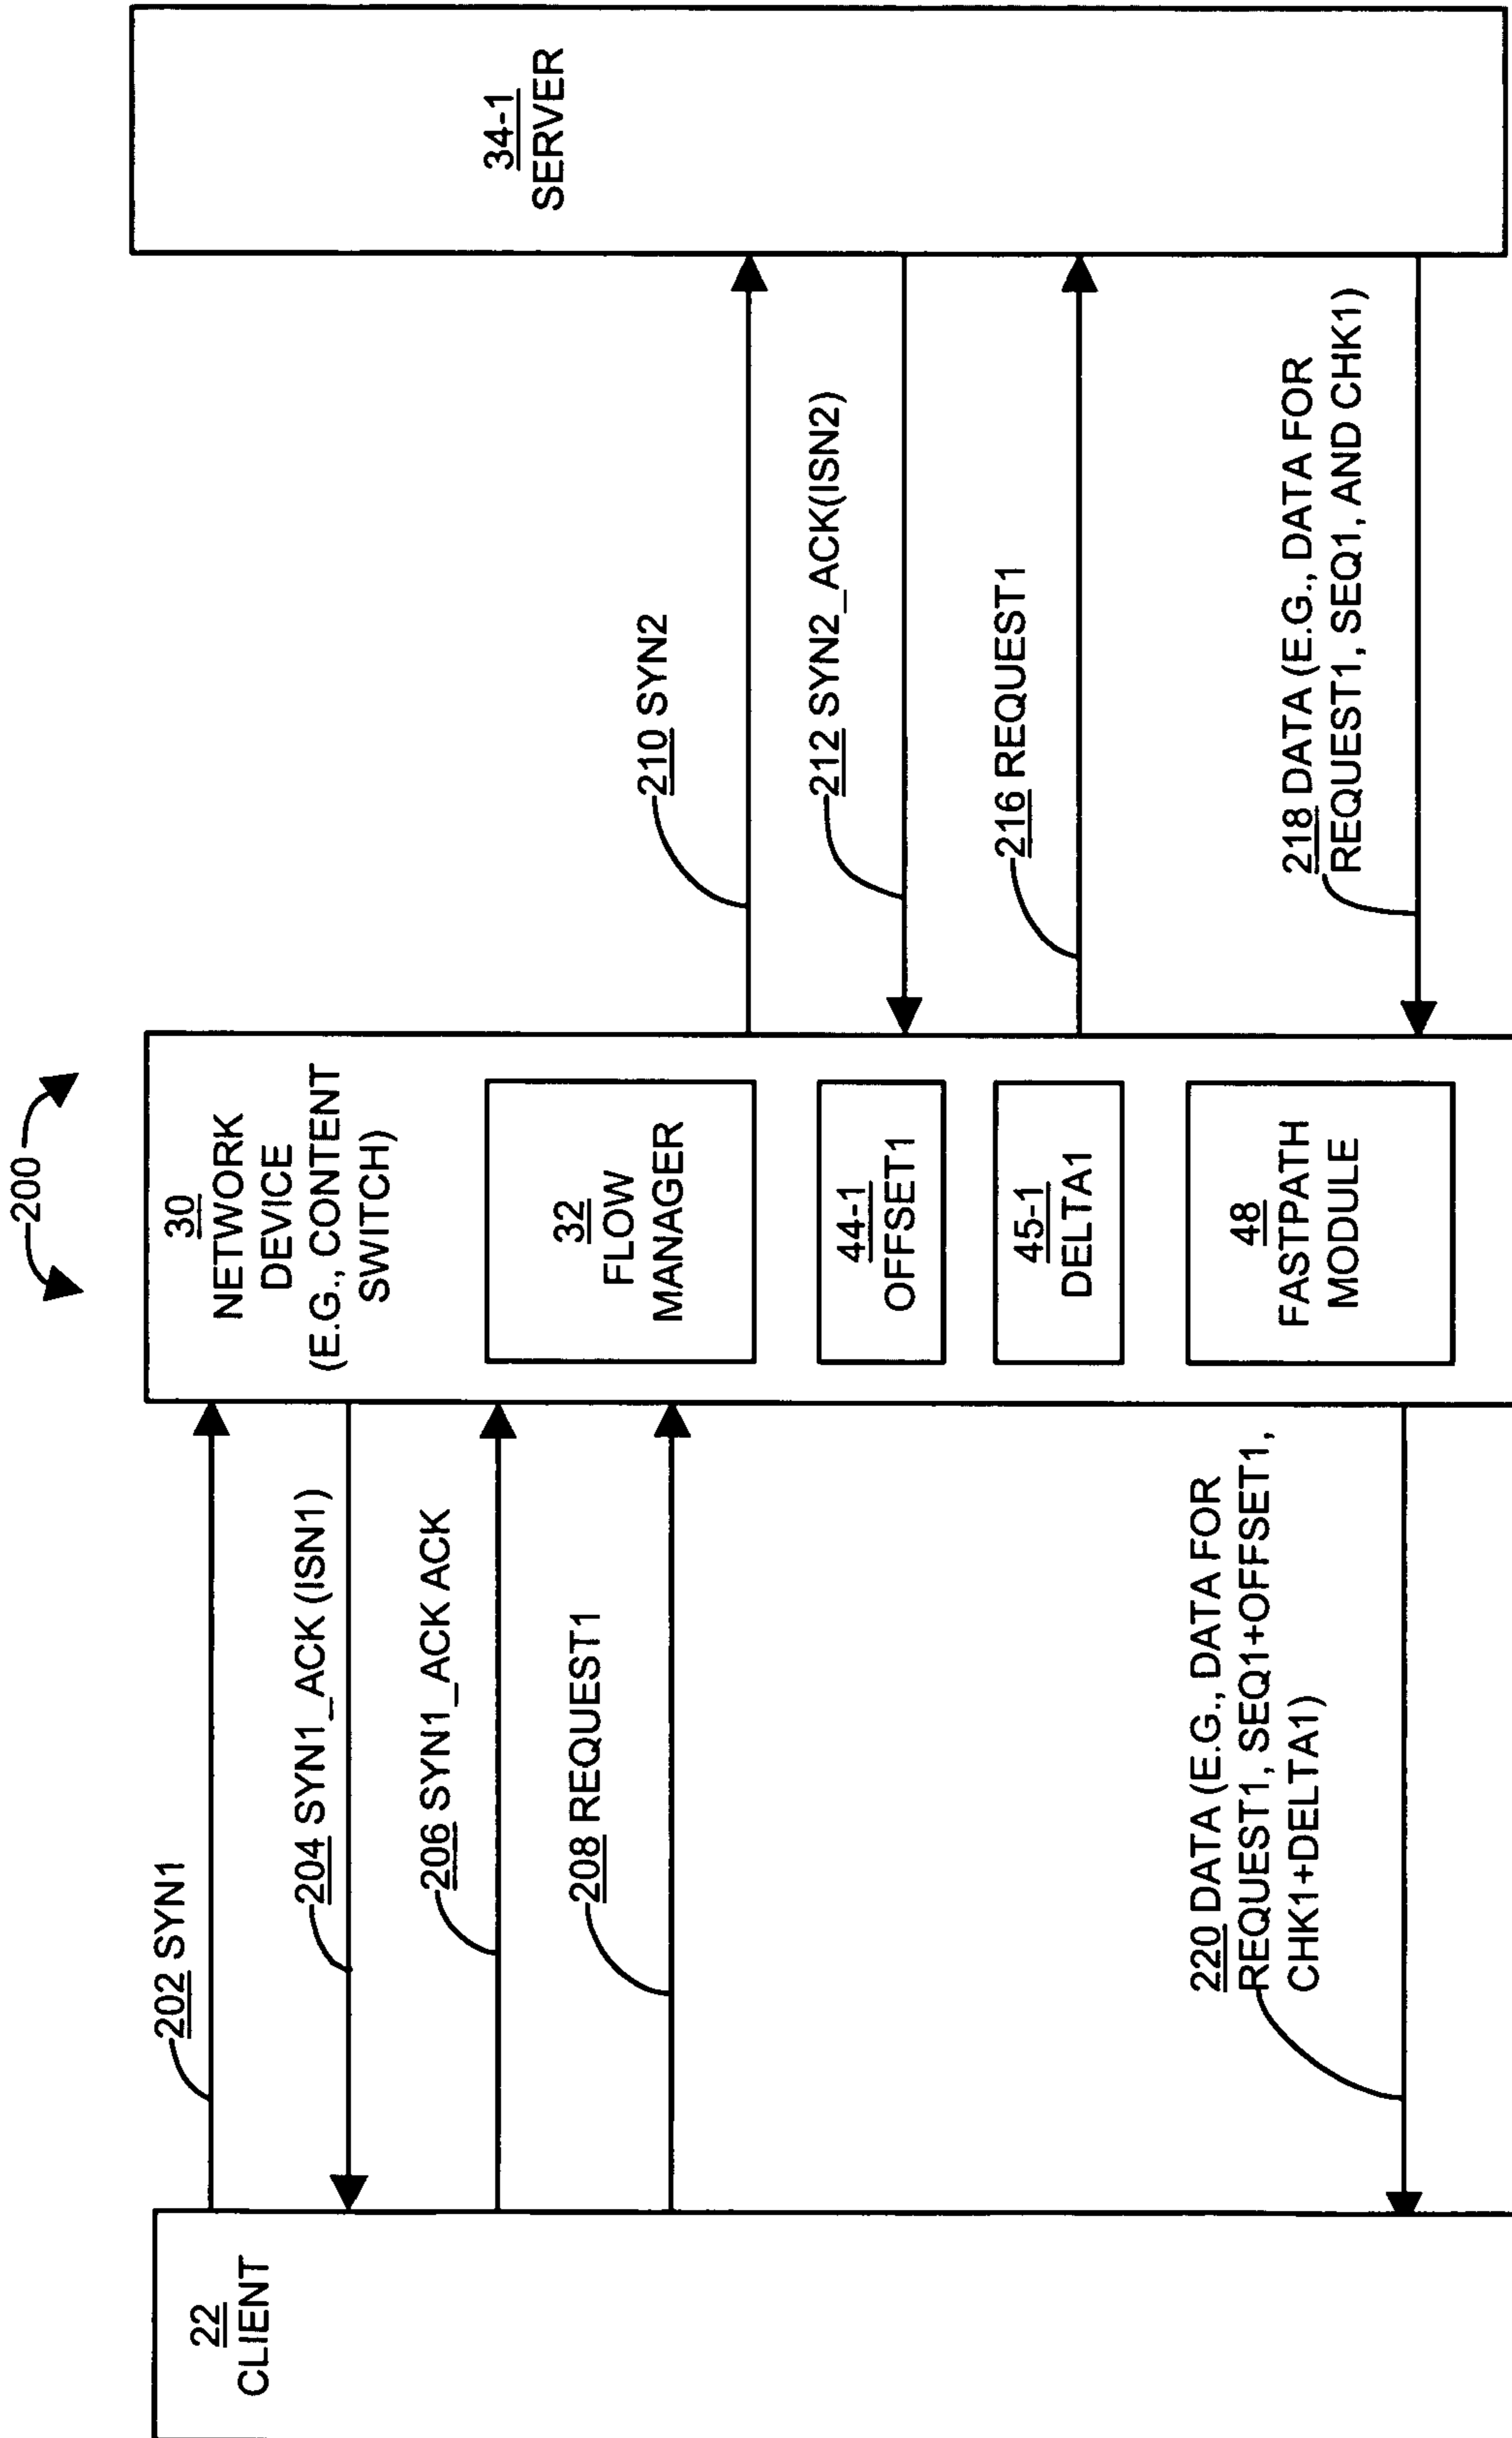 200
22
CLIENT
202 SYN1
204 SYN1_ACK (ISN1)
206 SYN1_ACK ACK
208 REQUEST1
220 DATA (E.G., DATA FOR
REQUEST1, SEQ1+OFFSET1,
CHK1+DELTA1)
30
NETWORK
DEVICE
(E.G., CONTENT
SWITCH)
32
FLOW
MANAGER
44-1
OFFSET1
45-1
DELTA1
48
FASTPATH
MODULE
210 SYN2
212 SYN2_ACK(ISN2)
216 REQUEST1
218 DATA (E.G., DATA FOR
REQUEST1, SEQ1, AND CHK1)
34-1
SERVER